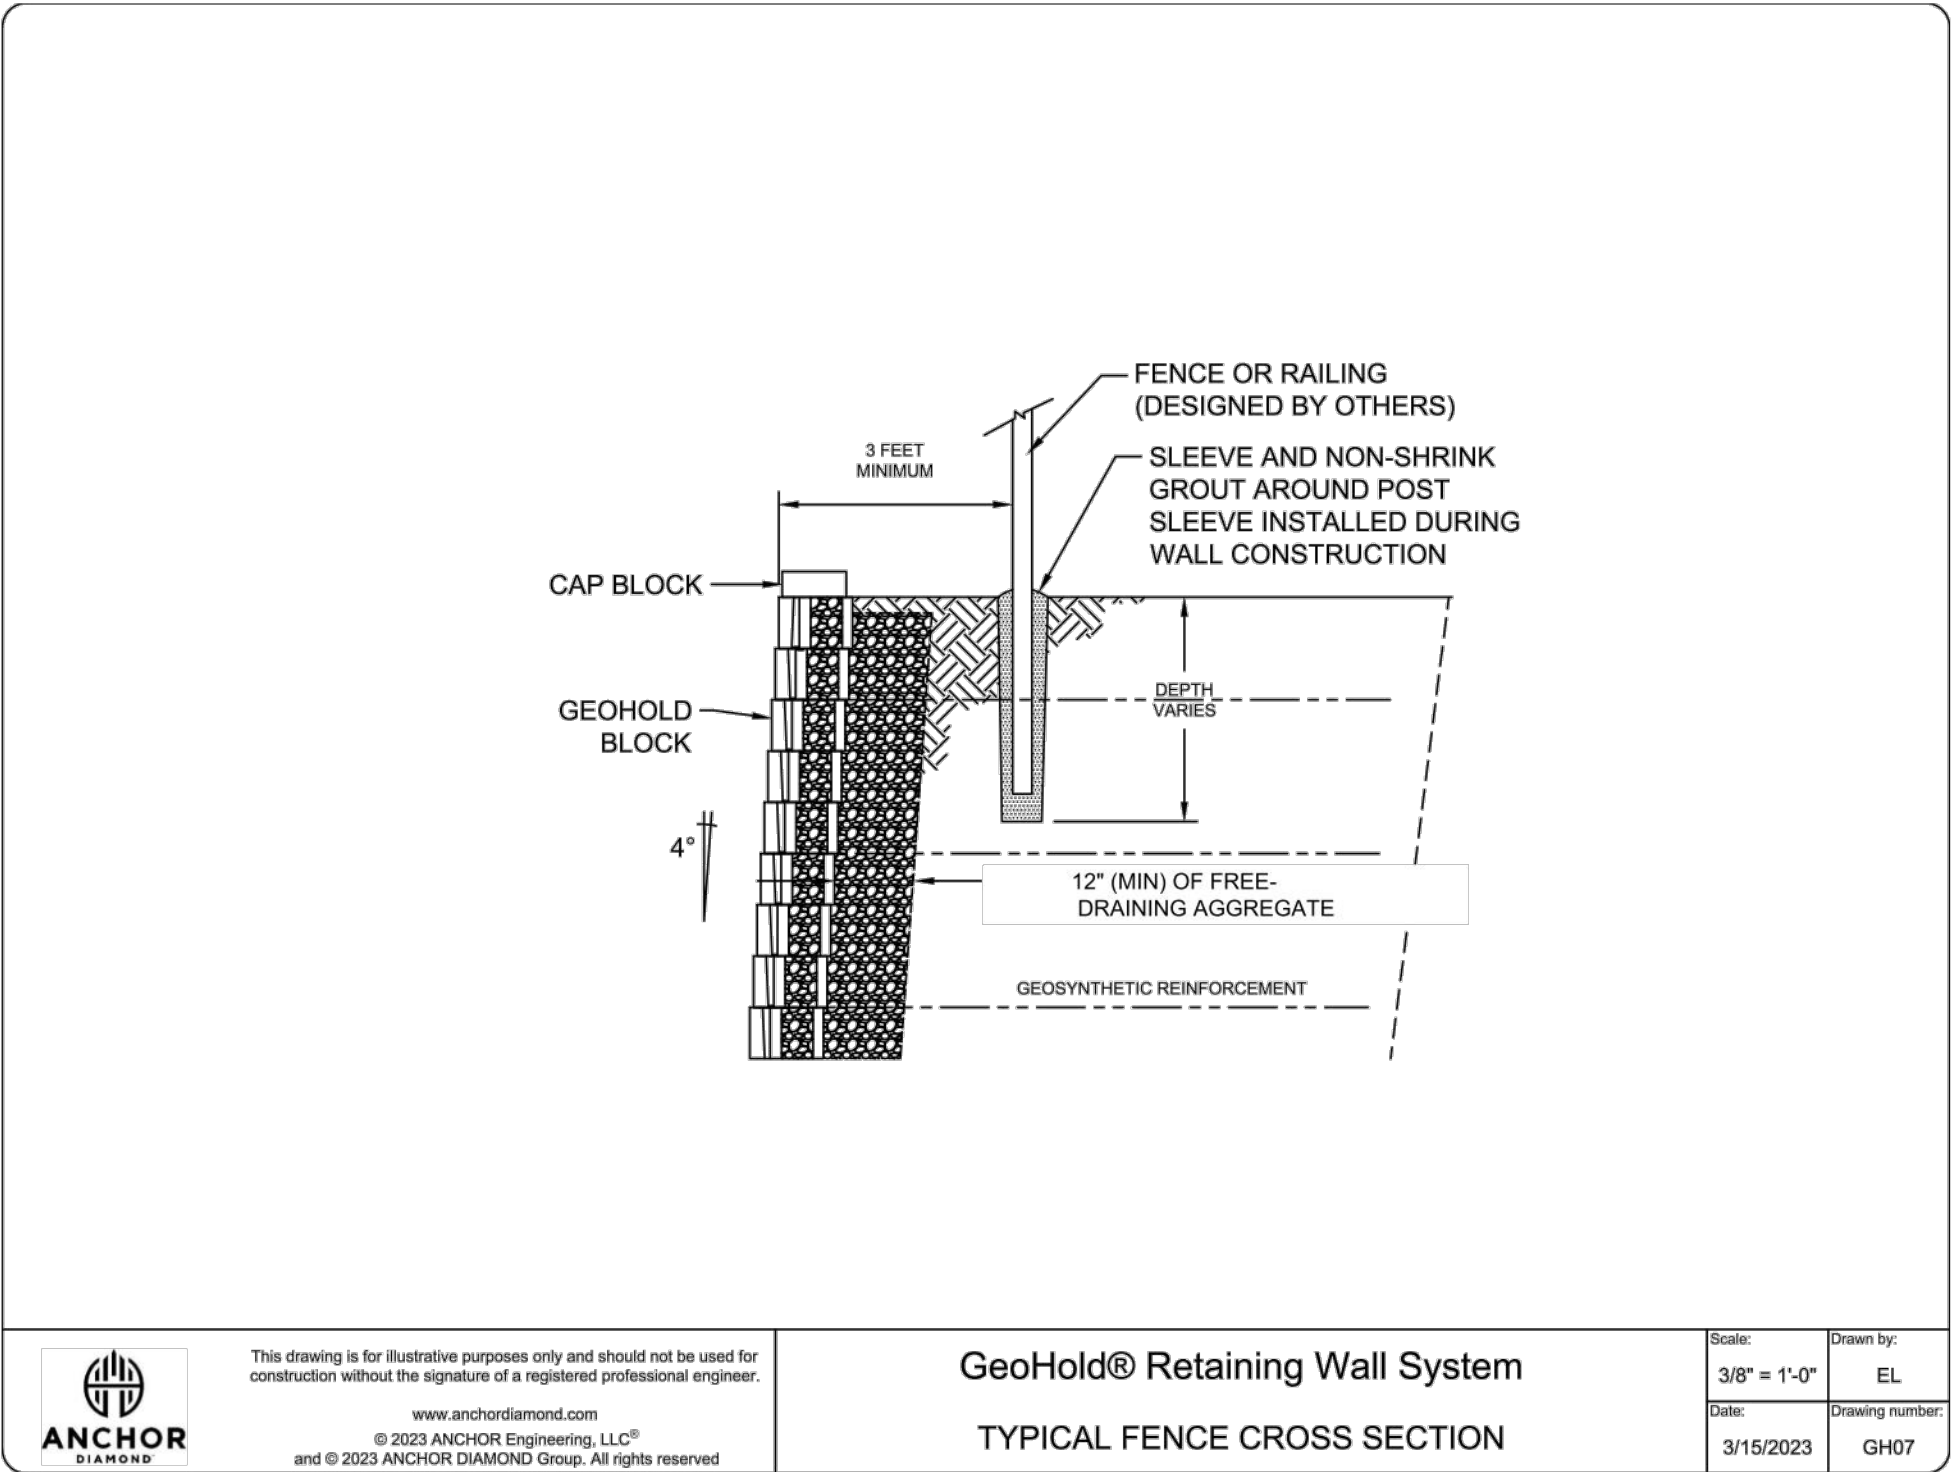 FENCE OR RAILING
(DESIGNED BY OTHERS)
3 FEET
MINIMUM
SLEEVE AND NON-SHRINK
GROUT AROUND POST
SLEEVE INSTALLED DURING
WALL CONSTRUCTION
CAP BLOCK
GEOHOLD
BLOCK
DEPTH
VARIES
4°
12" (MIN) OF FREE-
DRAINING AGGREGATE
GEOSYNTHETIC REINFORCEMENT
ANCHOR
DIAMOND
This drawing is for illustrative purposes only and should not be used for
construction without the signature of a registered professional engineer.
www.anchordiamond.com
© 2023 ANCHOR Engineering, LLC®
and © 2023 ANCHOR DIAMOND Group. All rights reserved
GeoHold® Retaining Wall System
TYPICAL FENCE CROSS SECTION
Scale:
3/8" = 1'-0"
Drawn by:
EL
Date:
3/15/2023
Drawing number:
GH07